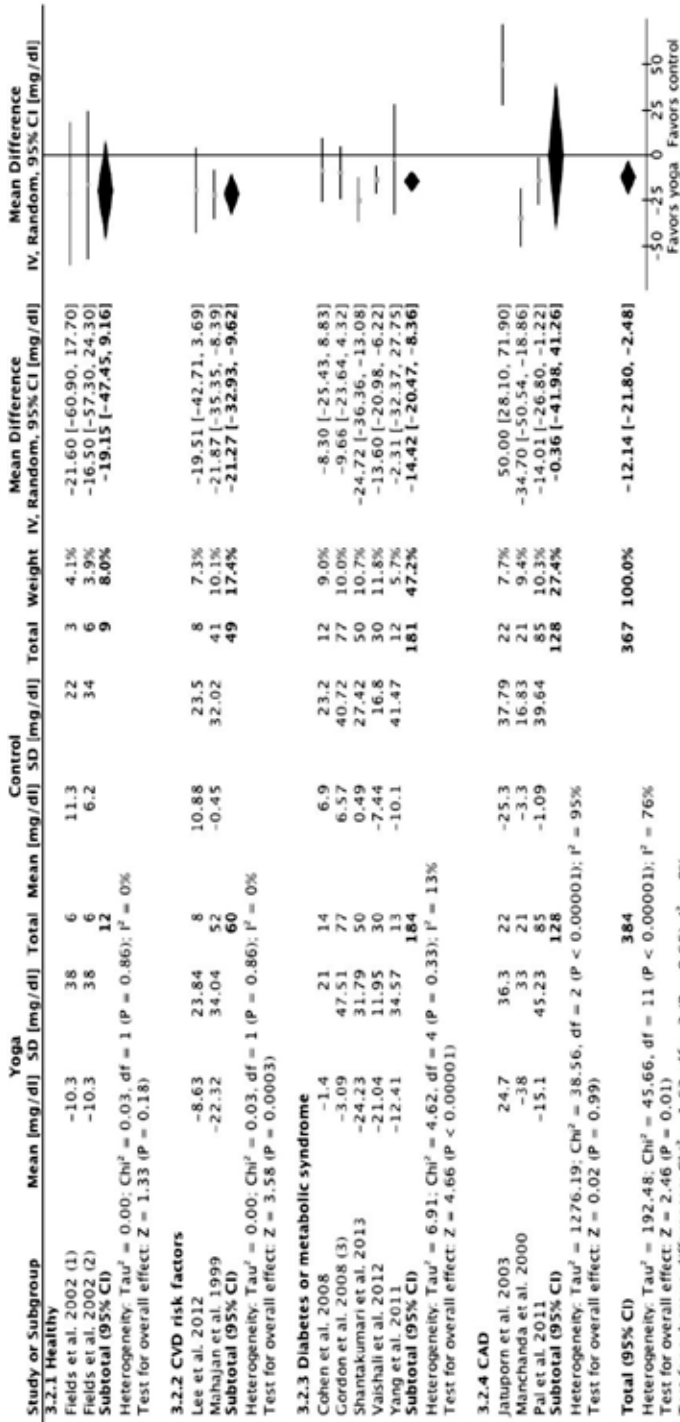 Yoga Control Mean Difference Mean Difference
Study or Subgroup Mean [mg/dl] SD [mg/dl] Total Mean [mg/dl] SD [mg/dl] Total Weight IV, Random, 95% CI [mg/dl] IV, Random, 95% CI [mg/dl]
3.2.1 Healthy
Fields et al. 2002 (1) -10.3 38 6 11.3 22 3 4.1% -21.60 [-60.90, 17.70]
Fields et al. 2002 (2) -10.3 38 6 6.2 34 6 3.9% -16.50 [-57.30, 24.30]
Subtotal (95% CI) 12 9 8.0% -19.15 [-47.45, 9.16]
Heterogeneity: Tau² = 0.00; Chi² = 0.03, df = 1 (P = 0.86); I² = 0%
Test for overall effect: Z = 1.33 (P = 0.18)
3.2.2 CVD risk factors
Lee et al. 2012 -8.63 23.84 8 10.88 23.5 8 7.3% -19.51 [-42.71, 3.69]
Mahajan et al. 1999 -22.32 34.04 52 -0.45 32.02 41 10.1% -21.87 [-35.35, -8.39]
Subtotal (95% CI) 60 49 17.4% -21.27 [-32.93, -9.62]
Heterogeneity: Tau² = 0.00; Chi² = 0.03, df = 1 (P = 0.86); I² = 0%
Test for overall effect: Z = 3.58 (P = 0.0003)
3.2.3 Diabetes or metabolic syndrome
Cohen et al. 2008 -1.4 21 14 6.9 23.2 12 9.0% -8.30 [-25.43, 8.83]
Gordon et al. 2008 (3) -3.09 47.51 77 6.57 40.72 77 10.0% -9.66 [-23.64, 4.32]
Shantakumari et al. 2013 -24.23 31.79 50 0.49 27.42 50 10.7% -24.72 [-36.36, -13.08]
Vaishali et al. 2012 -21.04 11.95 30 -7.44 16.8 30 11.8% -13.60 [-20.98, -6.22]
Yang et al. 2011 -12.41 34.57 13 -10.1 41.47 12 5.7% -2.31 [-32.37, 27.75]
Subtotal (95% CI) 184 181 47.2% -14.42 [-20.47, -8.36]
Heterogeneity: Tau² = 6.91; Chi² = 4.62, df = 4 (P = 0.33); I² = 13%
Test for overall effect: Z = 4.66 (P < 0.00001)
3.2.4 CAD
Jatuporn et al. 2003 24.7 36.3 22 -25.3 37.79 22 7.7% 50.00 [28.10, 71.90]
Manchanda et al. 2000 -38 33 21 -3.3 16.83 21 9.4% -34.70 [-50.54, -18.86]
Pal et al. 2011 -15.1 45.23 85 -1.09 39.64 85 10.3% -14.01 [-26.80, -1.22]
Subtotal (95% CI) 128 128 27.4% -0.36 [-41.98, 41.26]
Heterogeneity: Tau² = 1276.19; Chi² = 38.56, df = 2 (P < 0.00001); I² = 95%
Test for overall effect: Z = 0.02 (P = 0.99)
Total (95% CI) 384 367 100.0% -12.14 [-21.80, -2.48]
Heterogeneity: Tau² = 192.48; Chi² = 45.66, df = 11 (P < 0.00001); I² = 76%
Test for overall effect: Z = 2.46 (P = 0.01)
-50 -25 0 25 50
Favors yoga Favors control